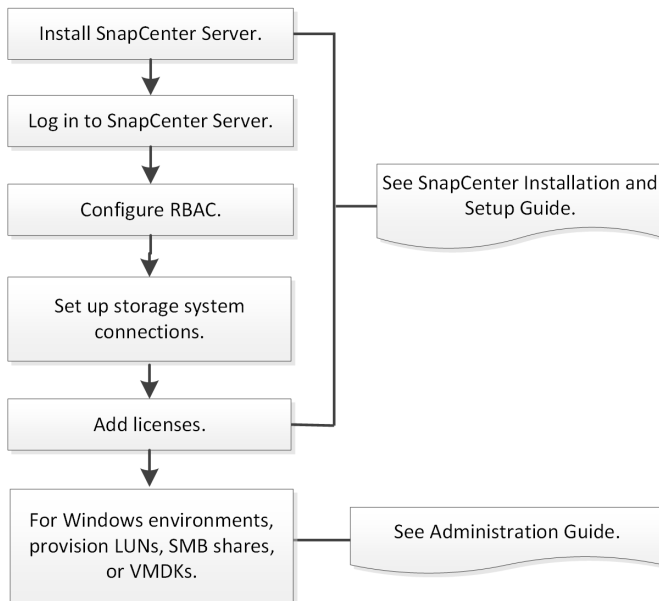 Install SnapCenter Server.
Log in to SnapCenter Server.
Configure RBAC.
See SnapCenter Installation and
Setup Guide.
Set up storage system
connections.
Add licenses.
For Windows environments,
provision LUNs, SMB shares,
or VMDKs.
See Administration Guide.